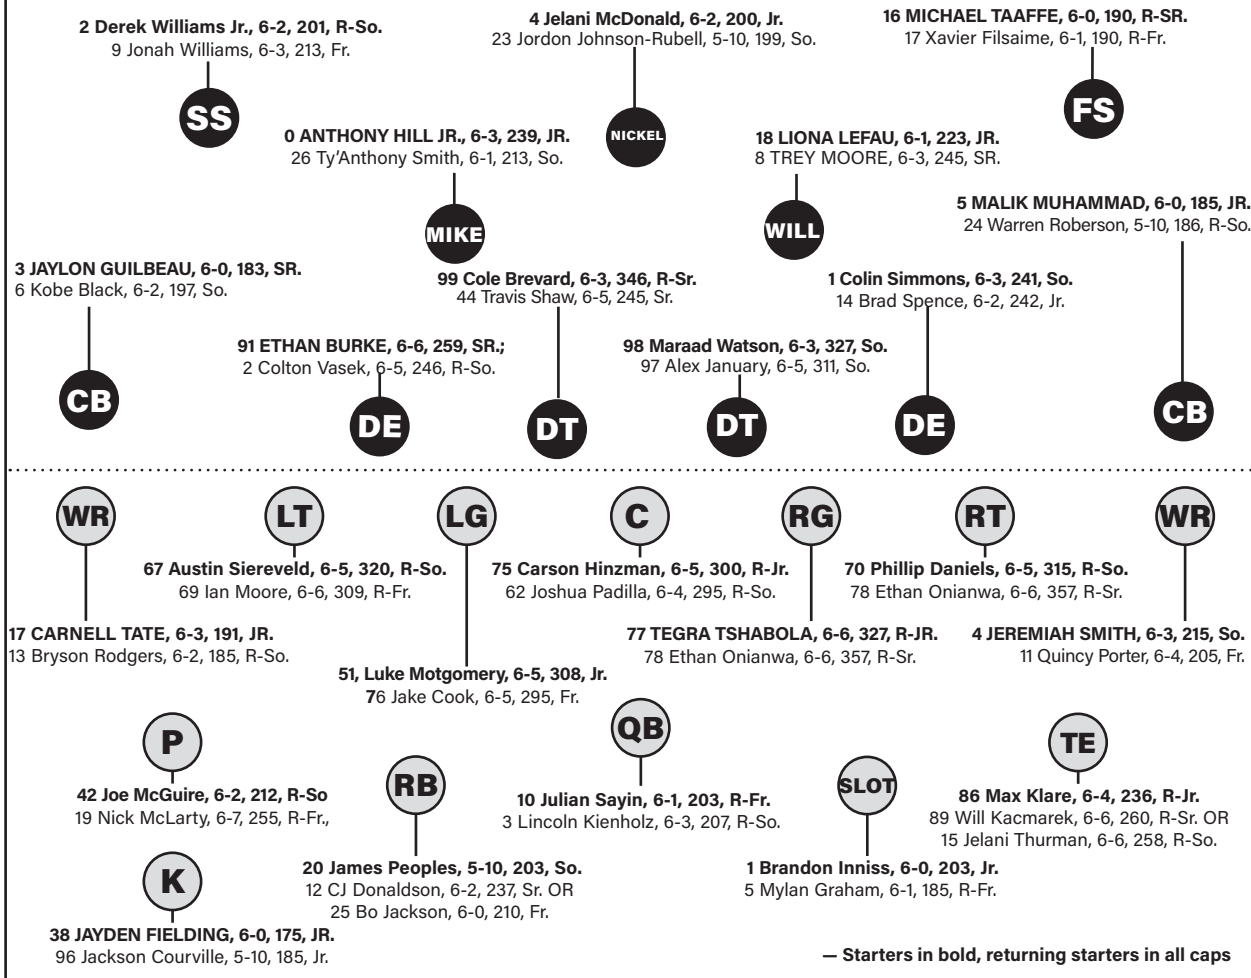 2 Derek Williams Jr., 6-2, 201, R-So.
9 Jonah Williams, 6-3, 213, Fr.
SS
4 Jelani McDonald, 6-2, 200, Jr.
23 Jordon Johnson-Rubell, 5-10, 199, So.
NICKEL
16 MICHAEL TAAFFE, 6-0, 190, R-SR.
17 Xavier Filsaime, 6-1, 190, R-Fr.
FS
0 ANTHONY HILL JR., 6-3, 239, JR.
26 Ty'Anthony Smith, 6-1, 213, So.
MIKE
18 LIONA LEFAU, 6-1, 223, JR.
8 TREY MOORE, 6-3, 245, SR.
WILL
5 MALIK MUHAMMAD, 6-0, 185, JR.
24 Warren Roberson, 5-10, 186, R-So.
CB
3 JAYLON GUILBEAU, 6-0, 183, SR.
6 Kobe Black, 6-2, 197, So.
CB
99 Cole Brevard, 6-3, 346, R-Sr.
44 Travis Shaw, 6-5, 245, Sr.
DT
1 Colin Simmons, 6-3, 241, So.
14 Brad Spence, 6-2, 242, Jr.
DE
91 ETHAN BURKE, 6-6, 259, SR.;
2 Colton Vasek, 6-5, 246, R-So.
DE
98 Maraad Watson, 6-3, 327, So.
97 Alex January, 6-5, 311, So.
DT
WR
17 CARNELL TATE, 6-3, 191, JR.
13 Bryson Rodgers, 6-2, 185, R-So.
LT
67 Austin Siereveld, 6-5, 320, R-So.
69 Ian Moore, 6-6, 309, R-Fr.
LG
51, Luke Motgomery, 6-5, 308, Jr.
76 Jake Cook, 6-5, 295, Fr.
C
75 Carson Hinzman, 6-5, 300, R-Jr.
62 Joshua Padilla, 6-4, 295, R-So.
RG
77 TEGRA TSHABOLA, 6-6, 327, R-JR.
78 Ethan Onianwa, 6-6, 357, R-Sr.
RT
70 Phillip Daniels, 6-5, 315, R-So.
78 Ethan Onianwa, 6-6, 357, R-Sr.
WR
4 JEREMIAH SMITH, 6-3, 215, So.
11 Quincy Porter, 6-4, 205, Fr.
P
42 Joe McGuire, 6-2, 212, R-So
19 Nick McLarty, 6-7, 255, R-Fr.,
RB
20 James Peoples, 5-10, 203, So.
12 CJ Donaldson, 6-2, 237, Sr. OR
25 Bo Jackson, 6-0, 210, Fr.
QB
10 Julian Sayin, 6-1, 203, R-Fr.
3 Lincoln Kienholz, 6-3, 207, R-So.
SLOT
1 Brandon Inniss, 6-0, 203, Jr.
5 Mylan Graham, 6-1, 185, R-Fr.
TE
86 Max Klare, 6-4, 236, R-Jr.
89 Will Kacmarek, 6-6, 260, R-Sr. OR
15 Jelani Thurman, 6-6, 258, R-So.
K
38 JAYDEN FIELDING, 6-0, 175, JR.
96 Jackson Courville, 5-10, 185, Jr.
— Starters in bold, returning starters in all caps